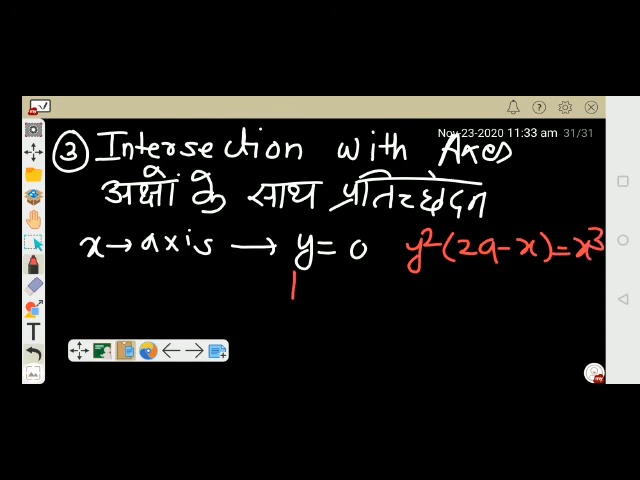 Nov-23-2020 11:33 am 31/31
③ Intersection with Axes
अक्षों के साथ प्रतिच्छेदन
x→axis → y=0 y²(2a-x)=x³
T